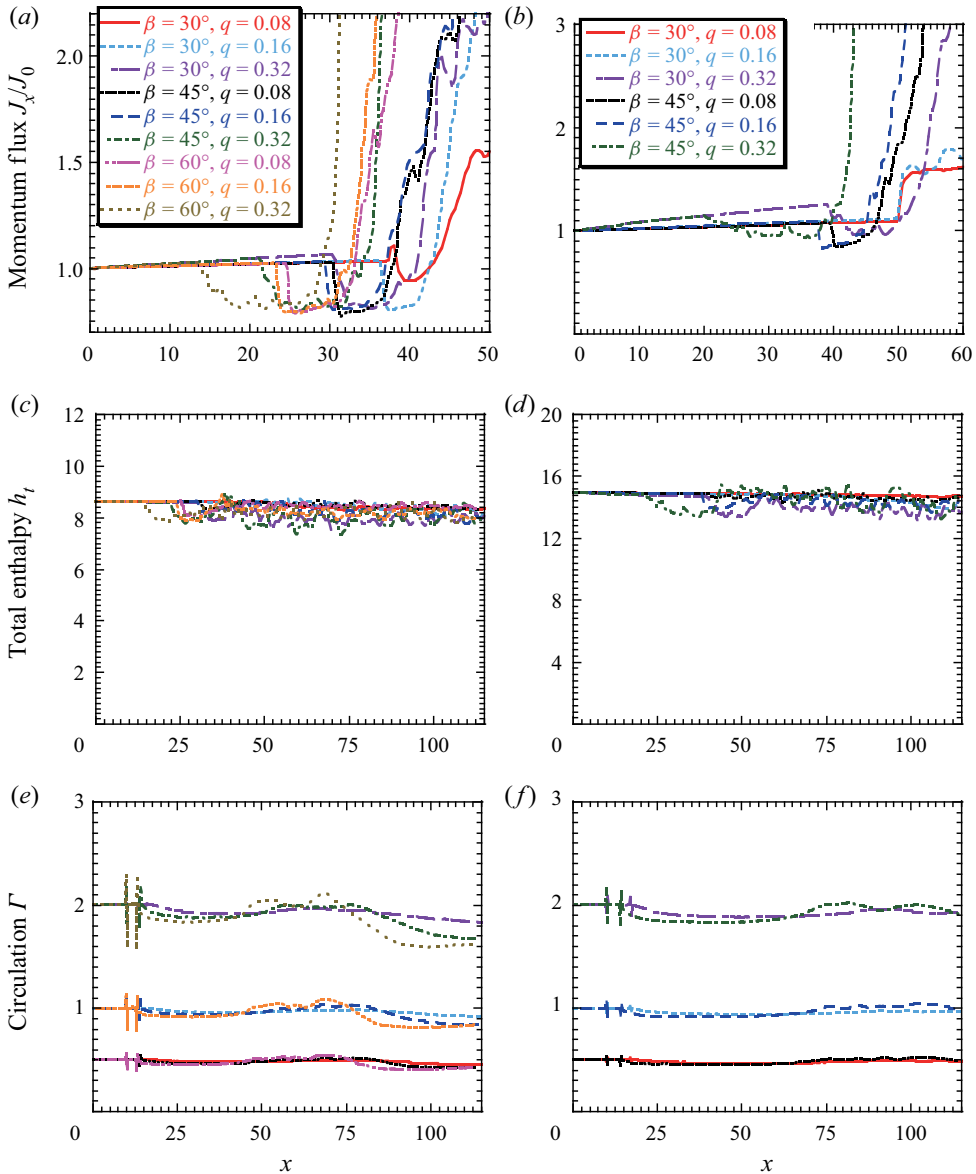 (a)
(b)
β = 30°, q = 0.08
β = 30°, q = 0.16
β = 30°, q = 0.32
β = 45°, q = 0.08
β = 45°, q = 0.16
β = 45°, q = 0.32
β = 60°, q = 0.08
β = 60°, q = 0.16
β = 60°, q = 0.32
β = 30°, q = 0.08
β = 30°, q = 0.16
β = 30°, q = 0.32
β = 45°, q = 0.08
β = 45°, q = 0.16
β = 45°, q = 0.32
Momentum flux Jx/J0
2.0
1.5
1.0
0 10 20 30 40 50
3
2
1
0 10 20 30 40 50 60
(c)
(d)
Total enthalpy ht
12
10
8
6
4
2
0 25 50 75 100
20
16
12
8
4
0 25 50 75 100
(e)
(f)
Circulation Γ
3
2
1
0 25 50 75 100
x
3
2
1
0 25 50 75 100
x